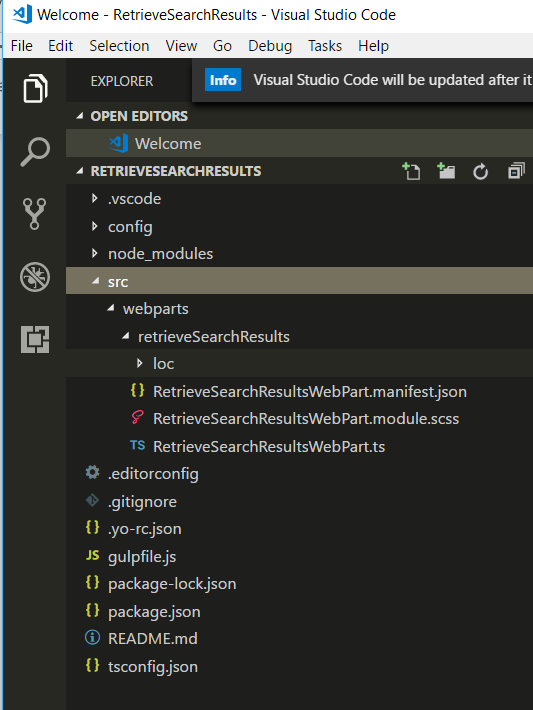 Welcome - RetrieveSearchResults - Visual Studio Code
File Edit Selection View Go Debug Tasks Help
EXPLORER
Info Visual Studio Code will be updated after it
OPEN EDITORS
Welcome
RETRIEVESEARCHRESULTS
.vscode
config
node_modules
src
webparts
retrieveSearchResults
loc
{ } RetrieveSearchResultsWebPart.manifest.json
RetrieveSearchResultsWebPart.module.scss
TS RetrieveSearchResultsWebPart.ts
.editorconfig
.gitignore
{ } .yo-rc.json
JS gulpfile.js
{ } package-lock.json
{ } package.json
README.md
{ } tsconfig.json